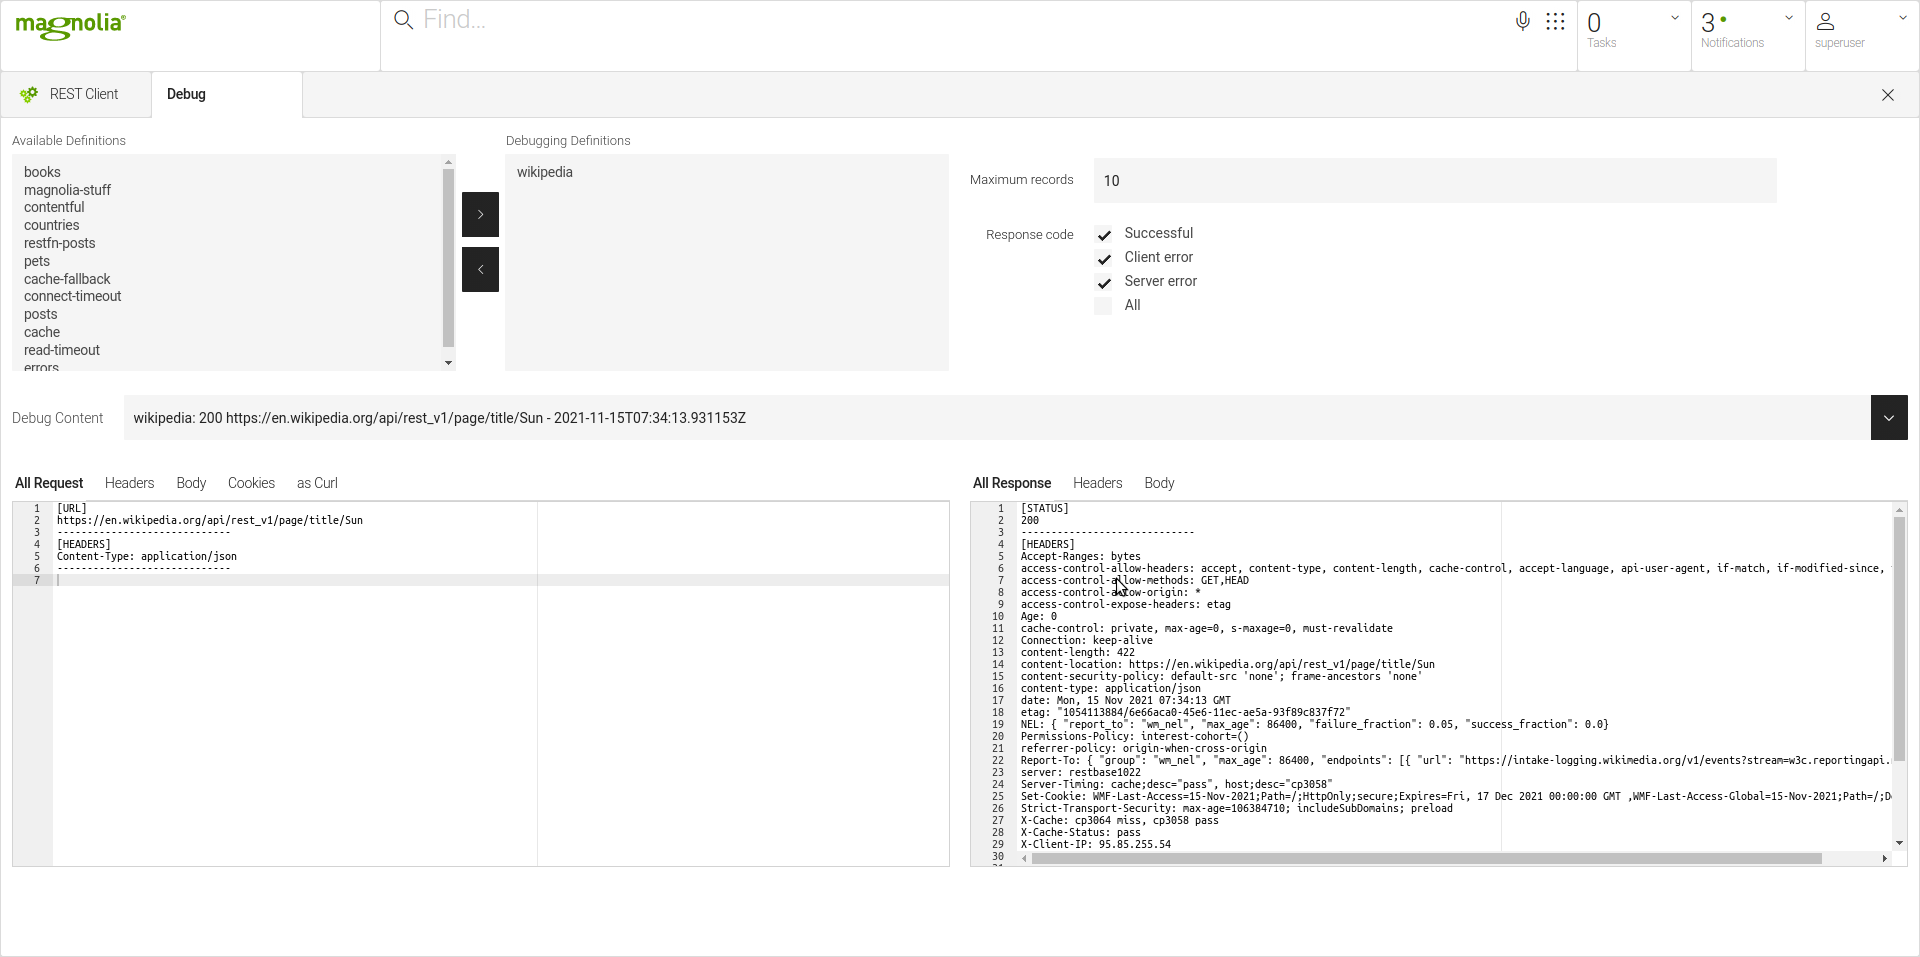 magnolia®
Find...
0
Tasks
3
Notifications
superuser
REST Client
Debug
Available Definitions
books
magnolia-stuff
contentful
countries
restfn-posts
pets
cache-fallback
connect-timeout
posts
cache
read-timeout
errors
Debugging Definitions
wikipedia
Maximum records
10
Response code
Successful
Client error
Server error
All
Debug Content
wikipedia: 200 https://en.wikipedia.org/api/rest_v1/page/title/Sun - 2021-11-15T07:34:13.931153Z
All Request Headers Body Cookies as Curl
1 [URL]
2 https://en.wikipedia.org/api/rest_v1/page/title/Sun
3 -----------------------------
4 [HEADERS]
5 Content-Type: application/json
6 -----------------------------
7
All Response Headers Body
1 [STATUS]
2 200
3 -----------------------------
4 [HEADERS]
5 Accept-Ranges: bytes
6 access-control-allow-headers: accept, content-type, content-length, cache-control, accept-language, api-user-agent, if-match, if-modified-since,
7 access-control-allow-methods: GET,HEAD
8 access-control-allow-origin: *
9 access-control-expose-headers: etag
10 Age: 0
11 cache-control: private, max-age=0, s-maxage=0, must-revalidate
12 Connection: keep-alive
13 content-length: 422
14 content-location: https://en.wikipedia.org/api/rest_v1/page/title/Sun
15 content-security-policy: default-src 'none'; frame-ancestors 'none'
16 content-type: application/json
17 date: Mon, 15 Nov 2021 07:34:13 GMT
18 etag: "1054113884/6e66aca0-45e6-11ec-ae5a-93f89c837f72"
19 NEL: { "report_to": "wm_nel", "max_age": 86400, "failure_fraction": 0.05, "success_fraction": 0.0}
20 Permissions-Policy: interest-cohort=()
21 referrer-policy: origin-when-cross-origin
22 Report-To: { "group": "wm_nel", "max_age": 86400, "endpoints": [{ "url": "https://intake-logging.wikimedia.org/v1/events?stream=w3c.reportingapi.
23 server: restbase1022
24 Server-Timing: cache;desc="pass", host;desc="cp3058"
25 Set-Cookie: WMF-Last-Access=15-Nov-2021;Path=/;HttpOnly;secure;Expires=Fri, 17 Dec 2021 00:00:00 GMT ,WMF-Last-Access-Global=15-Nov-2021;Path=/;D
26 Strict-Transport-Security: max-age=106384710; includeSubDomains; preload
27 X-Cache: cp3064 miss, cp3058 pass
28 X-Cache-Status: pass
29 X-Client-IP: 95.85.255.54
30